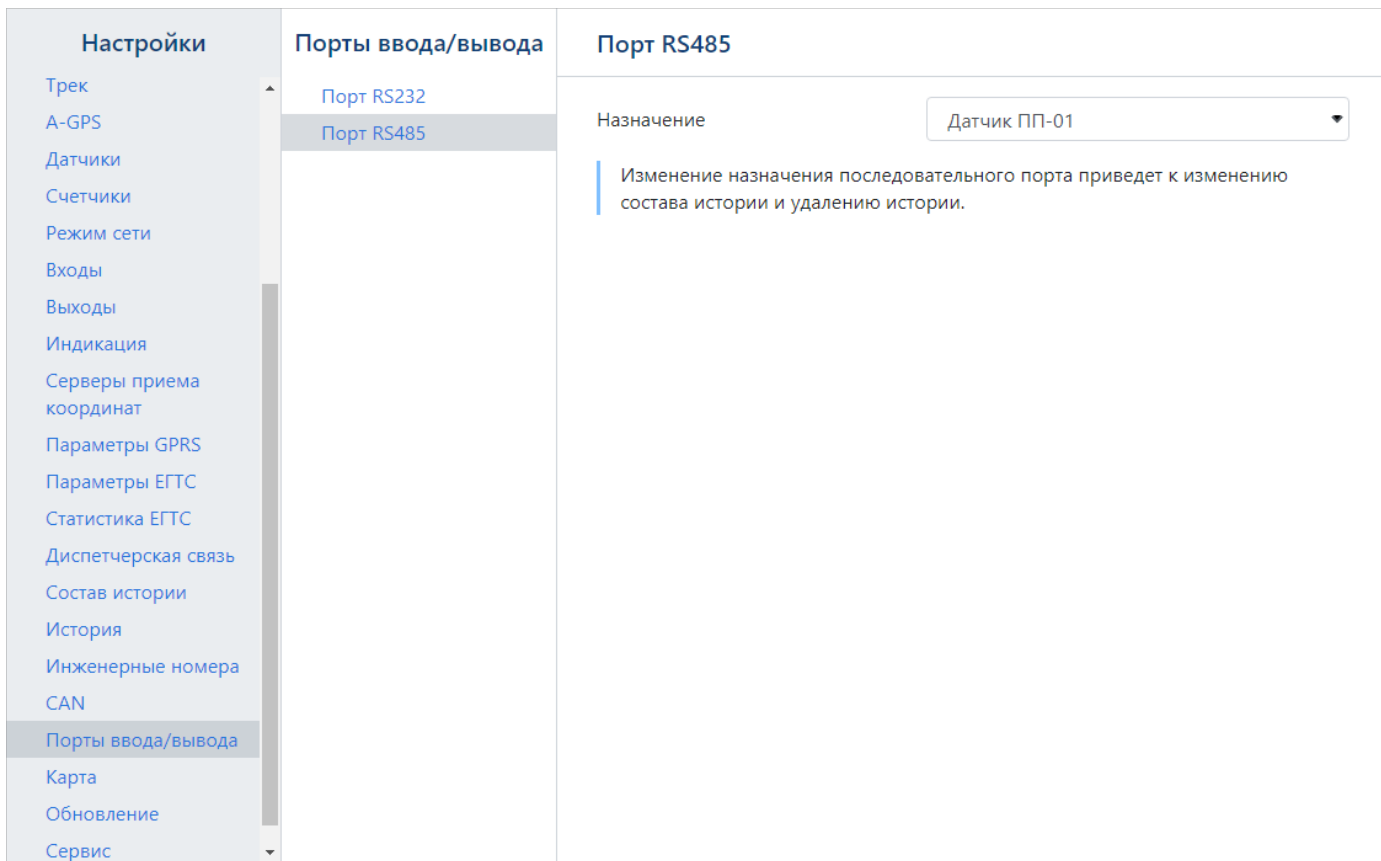 Настройки
Трек
A-GPS
Датчики
Счетчики
Режим сети
Входы
Выходы
Индикация
Серверы приема
координат
Параметры GPRS
Параметры ЕГТС
Статистика ЕГТС
Диспетчерская связь
Состав истории
История
Инженерные номера
CAN
Порты ввода/вывода
Карта
Обновление
Сервис
Порты ввода/вывода
Порт RS232
Порт RS485
Порт RS485
Назначение
Датчик ПП-01
Изменение назначения последовательного порта приведет к изменению
состава истории и удалению истории.